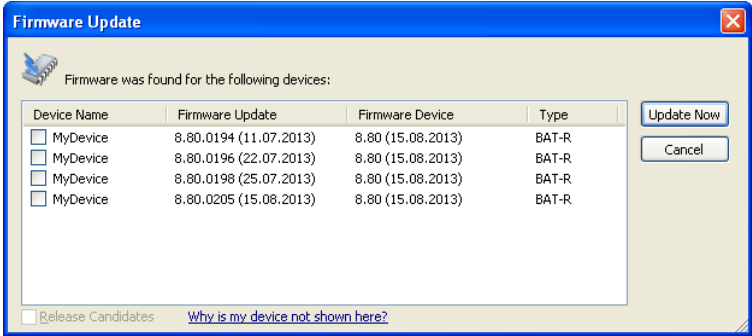 Firmware Update
Firmware was found for the following devices:
Device Name Firmware Update Firmware Device Type
MyDevice 8.80.0194 (11.07.2013) 8.80 (15.08.2013) BAT-R
MyDevice 8.80.0196 (22.07.2013) 8.80 (15.08.2013) BAT-R
MyDevice 8.80.0198 (25.07.2013) 8.80 (15.08.2013) BAT-R
MyDevice 8.80.0205 (15.08.2013) 8.80 (15.08.2013) BAT-R
Update Now
Cancel
Release Candidates Why is my device not shown here?